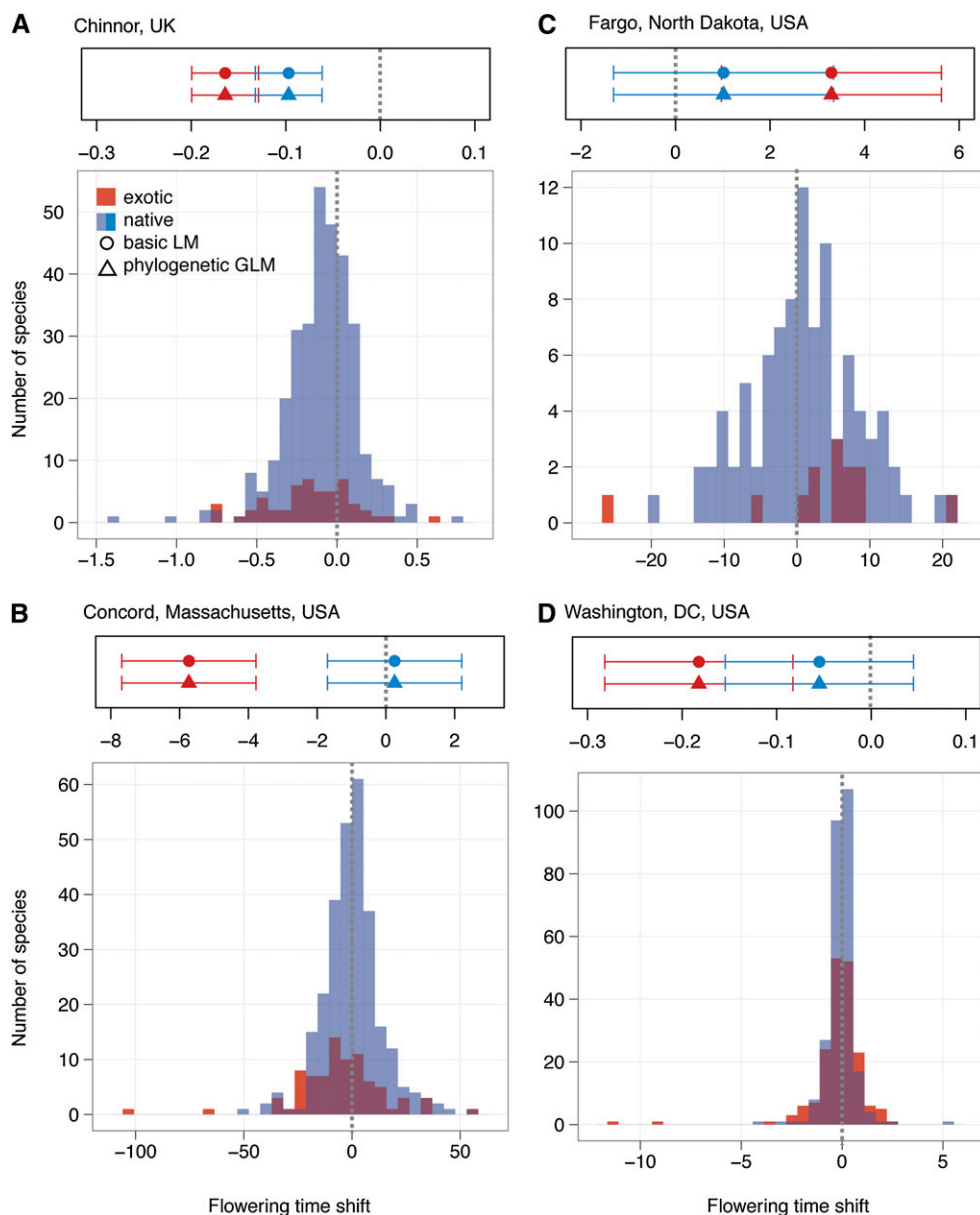 A Chinnor, UK
−0.3 −0.2 −0.1 0.0 0.1
exotic
native
basic LM
phylogenetic GLM
Number of species
50
40
30
20
10
0
−1.5 −1.0 −0.5 0.0 0.5
C Fargo, North Dakota, USA
−2 0 2 4 6
12
10
8
6
4
2
0
−20 −10 0 10 20
B Concord, Massachusetts, USA
−8 −6 −4 −2 0 2
Number of species
60
50
40
30
20
10
0
−100 −50 0 50
Flowering time shift
D Washington, DC, USA
−0.3 −0.2 −0.1 0.0 0.1
100
80
60
40
20
0
−10 −5 0 5
Flowering time shift